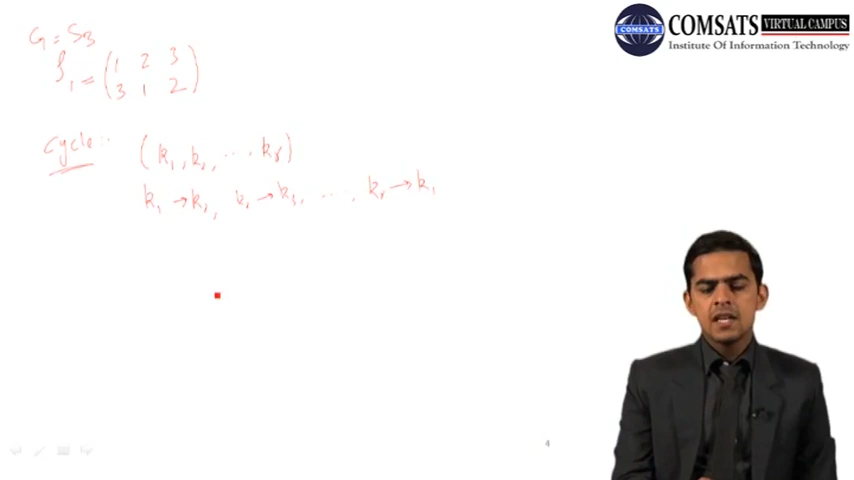 G = S3
f1 = (1 2 3
3 1 2)
Cycle:-
(k1, k2, ..., kr)
k1 → k2, k2 → k3, ..., kr → k1
COMSATS VIRTUAL CAMPUS
Institute Of Information Technology
COMSATS
4